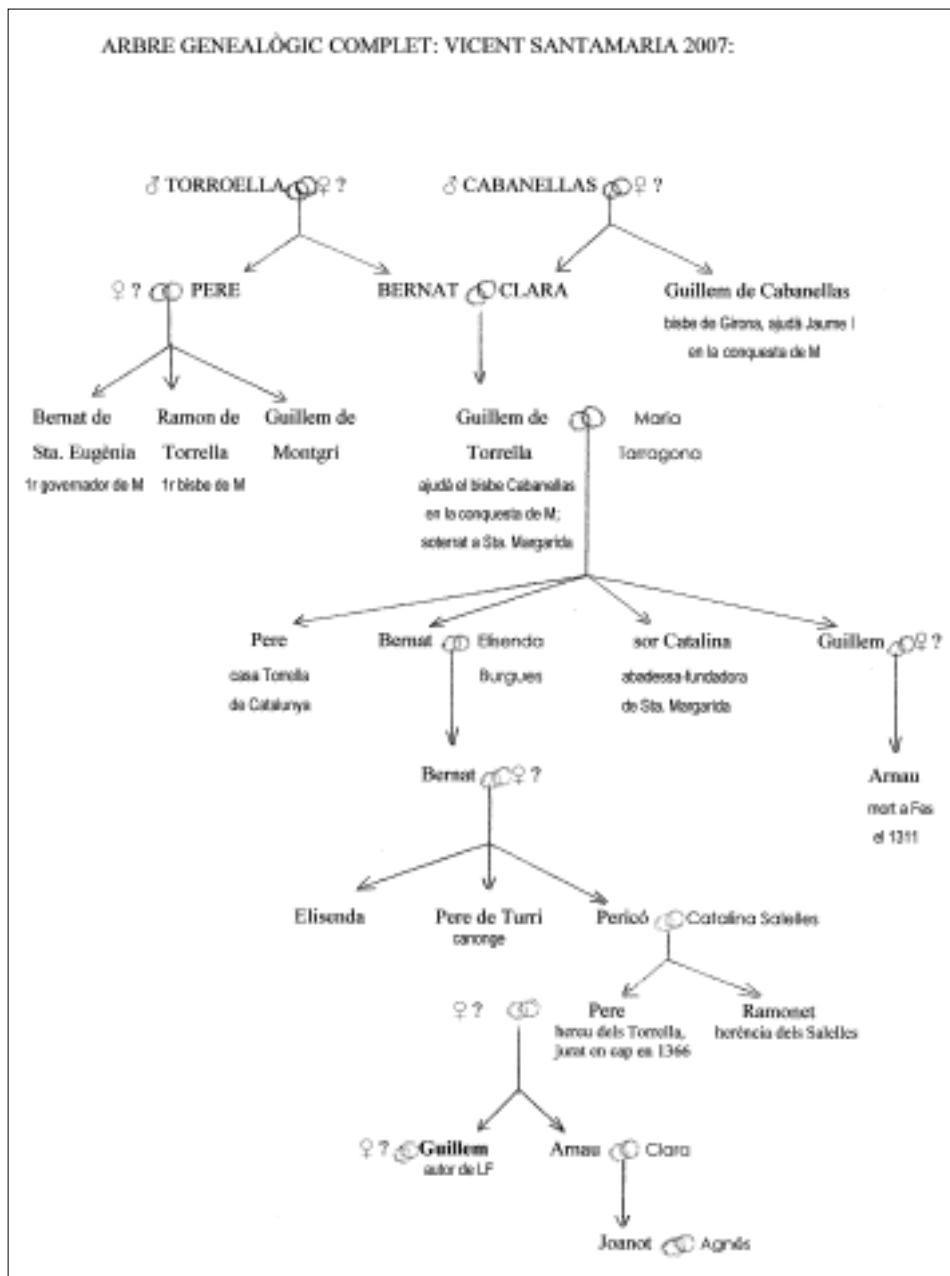 ARBRE GENEALÒGIC COMPLET: VICENT SANTAMARIA 2007:
♂ TORROELLA ♀ ?
♂ CABANELLAS ♀ ?
♀ ? PERE
BERNAT CLARA
Guillem de Cabanellas
bisbe de Girona, ajudà Jaume I
en la conquesta de M
Bernat de
Sta. Eugènia
1r governador de M
Ramon de
Torrella
1r bisbe de M
Guillem de
Montgrí
Guillem de
Torrella
ajudà el bisbe Cabanellas
en la conquesta de M;
soterrat a Sta. Margarida
Maria
Tarragona
Pere
casa Torrella
de Catalunya
Bernat Elisenda
Burgues
sor Catalina
abadessa-fundadora
de Sta. Margarida
Guillem ♀ ?
Bernat ♀ ?
Arnau
mort a Fes
el 1311
Elisenda
Pere de Turri
canonge
Pericó Catalina Salelles
♀ ?
Pere
hereu dels Torrella,
jurat en cap en 1366
Ramonet
herència dels Salelles
♀ ? Guillem
autor de LF
Arnau Clara
Joanot Agnés